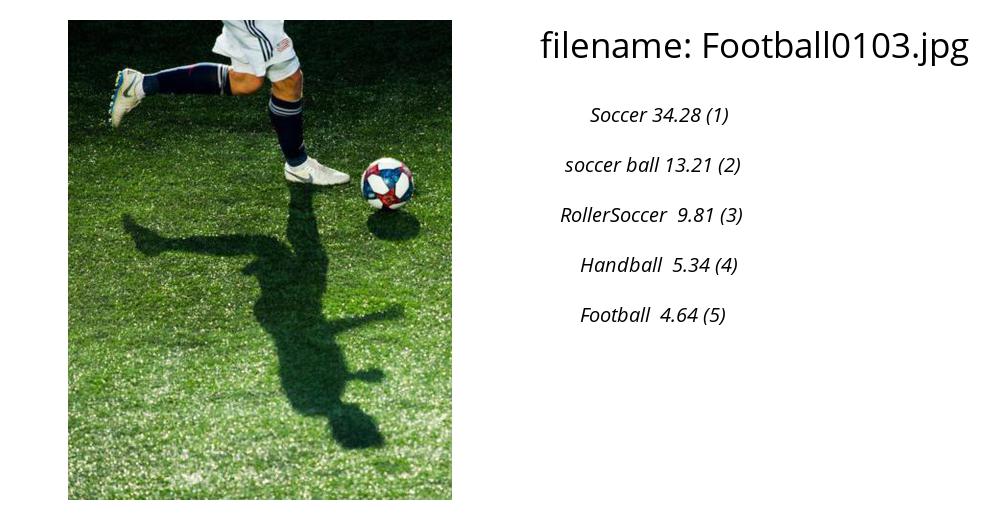 filename: Football0103.jpg
Soccer 34.28 (1)
soccer ball 13.21 (2)
RollerSoccer 9.81 (3)
Handball 5.34 (4)
Football 4.64 (5)